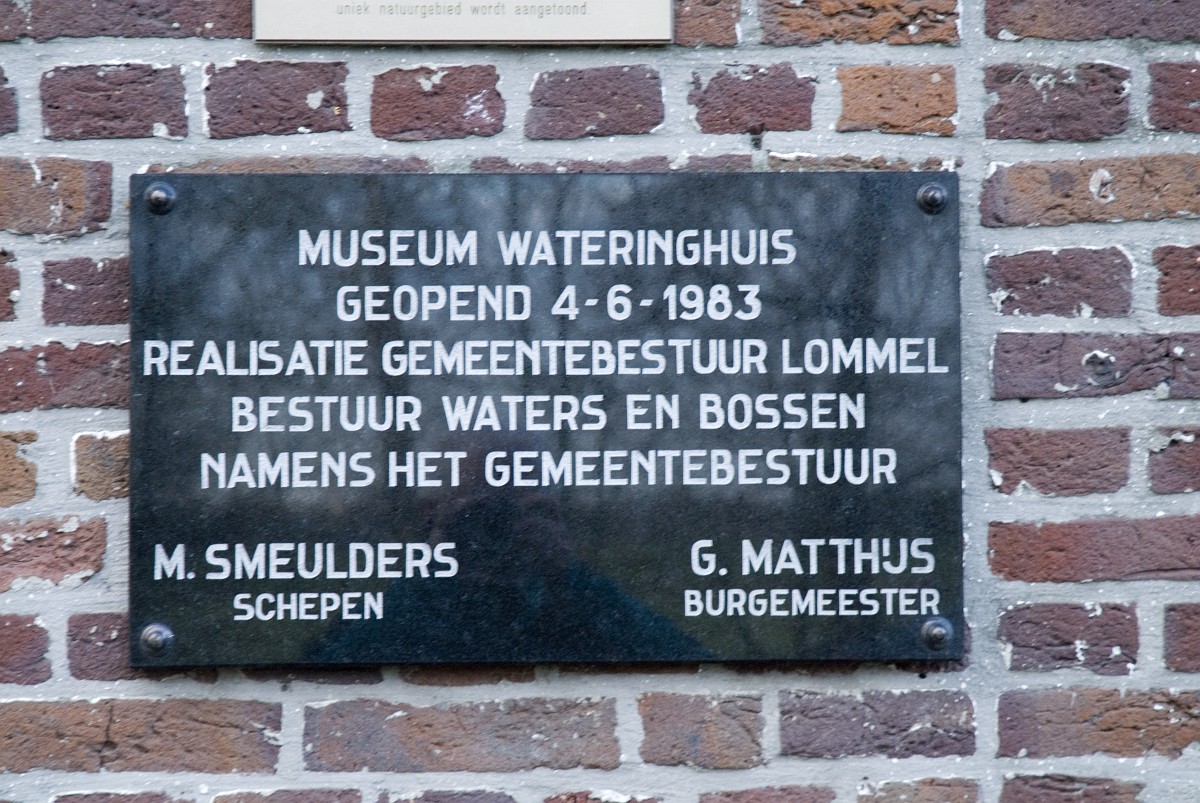 uniek natuurgebied wordt aangetoond.
MUSEUM WATERINGHUIS
GEOPEND 4-6-1983
REALISATIE GEMEENTEBESTUUR LOMMEL
BESTUUR WATERS EN BOSSEN
NAMENS HET GEMEENTEBESTUUR
M. SMEULDERS G. MATTHIJS
SCHEPEN BURGEMEESTER